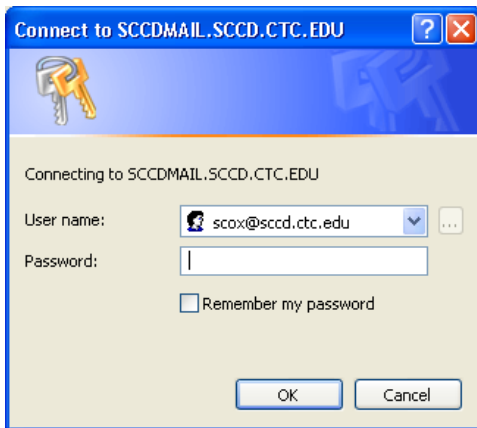 Connect to SCCDMAIL.SCCD.CTC.EDU
Connecting to SCCDMAIL.SCCD.CTC.EDU
User name: scox@sccd.ctc.edu ...
Password:
Remember my password
OK Cancel